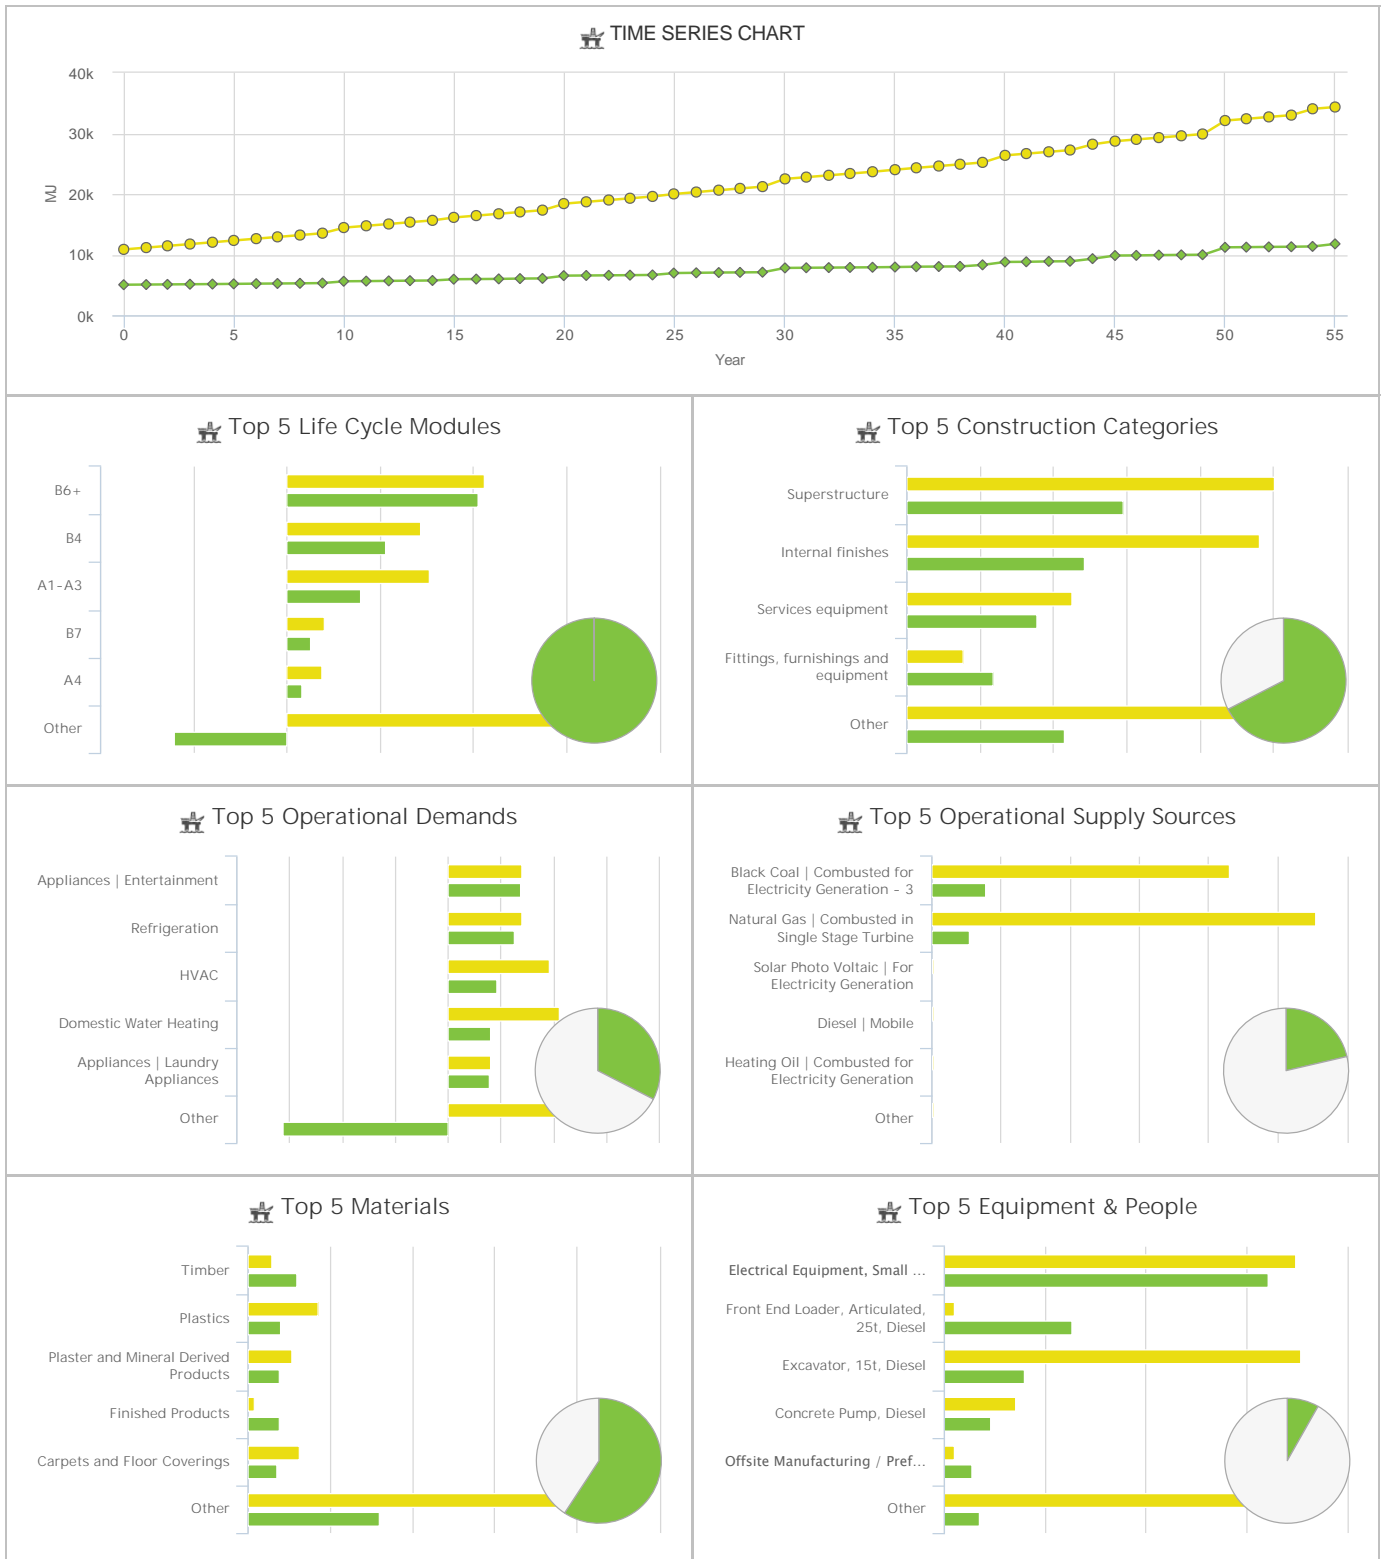 TIME SERIES CHART
40k
30k
20k
10k
0k
MJ
0 5 10 15 20 25 30 35 40 45 50 55
Year
Top 5 Life Cycle Modules
B6+
B4
A1-A3
B7
A4
Other
Top 5 Construction Categories
Superstructure
Internal finishes
Services equipment
Fittings, furnishings and
equipment
Other
Top 5 Operational Demands
Appliances | Entertainment
Refrigeration
HVAC
Domestic Water Heating
Appliances | Laundry
Appliances
Other
Top 5 Operational Supply Sources
Black Coal | Combusted for
Electricity Generation - 3
Natural Gas | Combusted in
Single Stage Turbine
Solar Photo Voltaic | For
Electricity Generation
Diesel | Mobile
Heating Oil | Combusted for
Electricity Generation
Other
Top 5 Materials
Timber
Plastics
Plaster and Mineral Derived
Products
Finished Products
Carpets and Floor Coverings
Other
Top 5 Equipment & People
Electrical Equipment, Small ...
Front End Loader, Articulated,
25t, Diesel
Excavator, 15t, Diesel
Concrete Pump, Diesel
Offsite Manufacturing / Pref...
Other